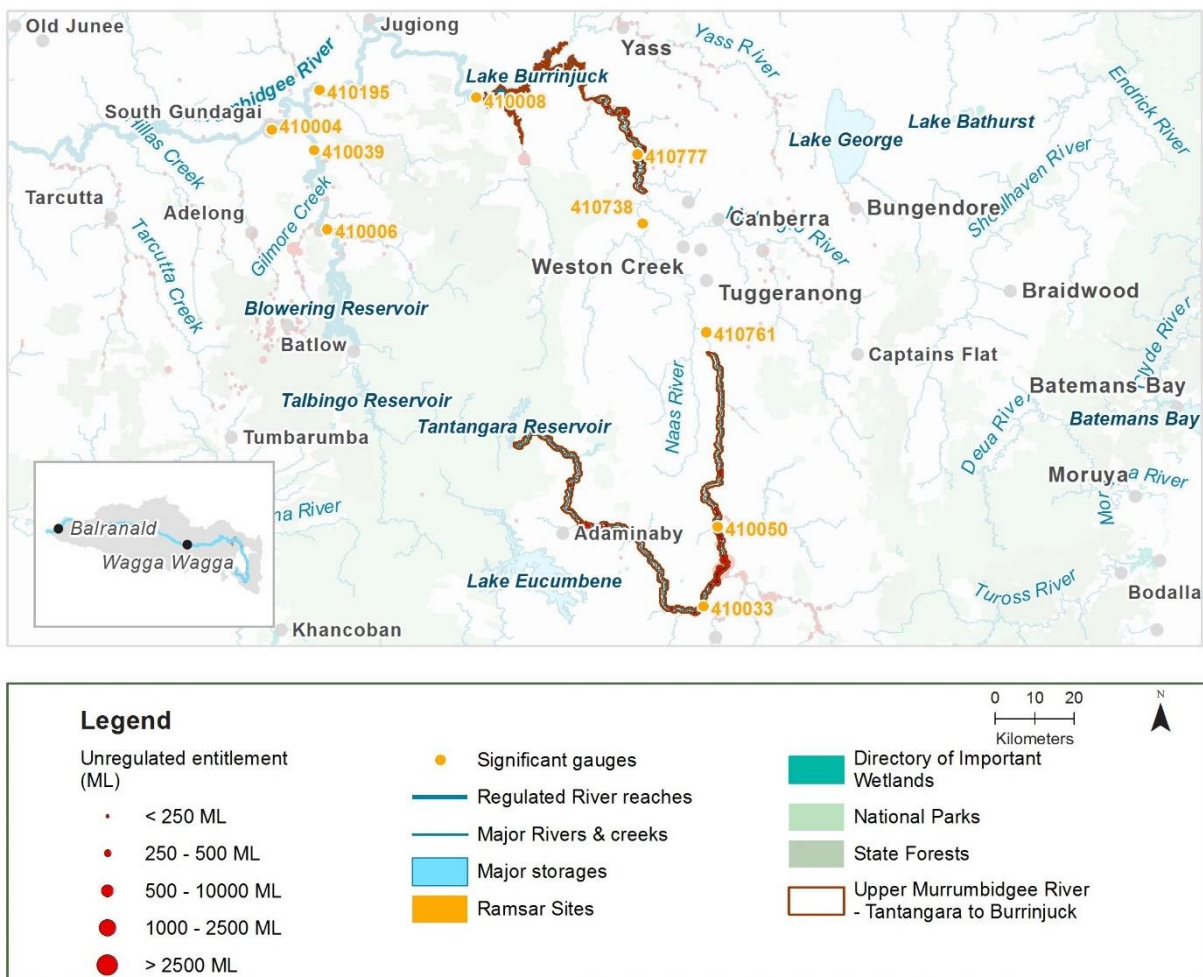 Old Junee
Jugiong
Yass
Yass River
Lake Burrinjuck
Endrick River
410195
410008
South Gundagai
410004
410039
410777
Lake George
Lake Bathurst
Shoalhaven River
Tarcutta
Adelong
Gilmore Creek
Tarcutta Creek
410006
410738
Canberra
River
Bungendore
Weston Creek
Tuggeranong
Blowering Reservoir
Braidwood
410761
Batlow
Captains Flat
Clyde River
Batemans Bay
Batemans Bay
Talbingo Reservoir
Tantangara Reservoir
Naas River
Deua River
Tumbarumba
Moruya
River
River
Balranald
Wagga Wagga
Adaminaby
410050
Lake Eucumbene
410033
Tuross River
Bodalla
Khancoban
Legend
0 10 20
Kilometers
N
Unregulated entitlement
(ML)
< 250 ML
250 - 500 ML
500 - 10000 ML
1000 - 2500 ML
> 2500 ML
Significant gauges
Regulated River reaches
Major Rivers & creeks
Major storages
Ramsar Sites
Directory of Important
Wetlands
National Parks
State Forests
Upper Murrumbidgee River
- Tantangara to Burrinjuck